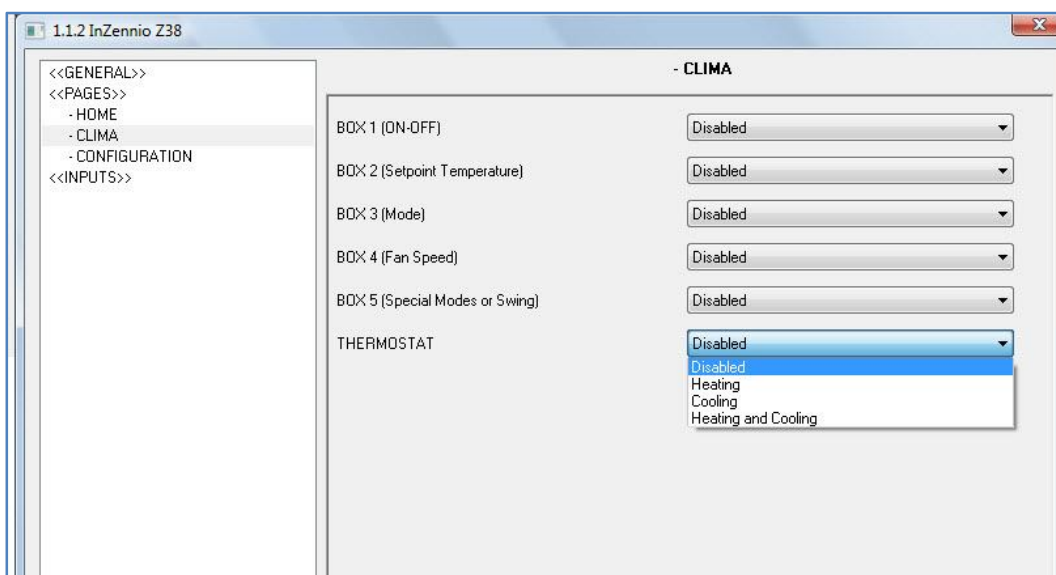 1.1.2 InZennio Z38
<<GENERAL>>
<<PAGES>>
- HOME
- CLIMA
- CONFIGURATION
<<INPUTS>>
- CLIMA
BOX 1 (ON-OFF) Disabled
BOX 2 (Setpoint Temperature) Disabled
BOX 3 (Mode) Disabled
BOX 4 (Fan Speed) Disabled
BOX 5 (Special Modes or Swing) Disabled
THERMOSTAT Disabled
Disabled
Heating
Cooling
Heating and Cooling